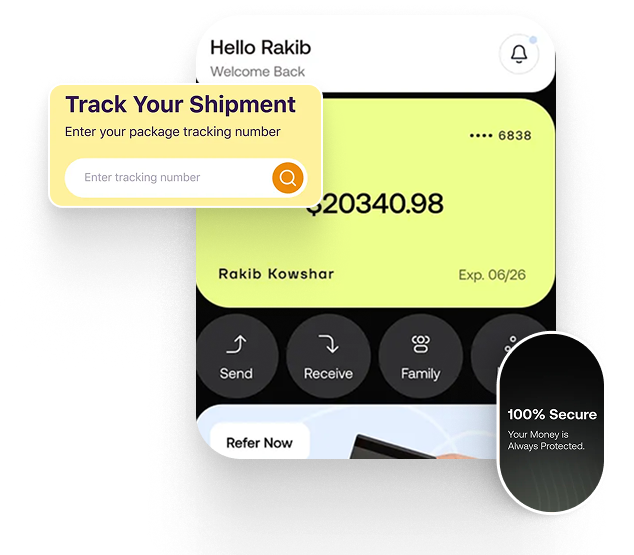 Hello Rakib
Welcome Back
Track Your Shipment
Enter your package tracking number
Enter tracking number
•••• 6838
$20340.98
Rakib Kowshar
Exp. 06/26
Send
Receive
Family
100% Secure
Your Money is
Always Protected.
Refer Now